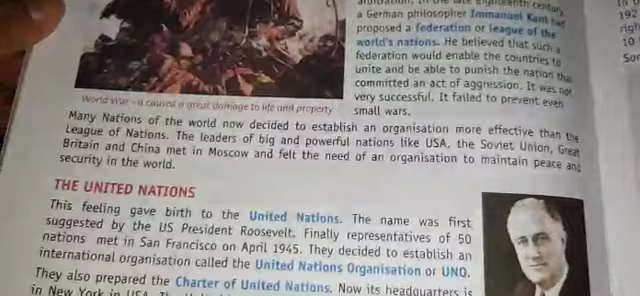 a German philosopher Immanuel Kant had
proposed a federation or league of the
world's nations. He believed that such a
federation would enable the countries to
unite and be able to punish the nation that
committed an act of aggression. It was not
very successful. It failed to prevent even
small wars.
World War - it caused a great damage to life and property
Many Nations of the world now decided to establish an organisation more effective than the
League of Nations. The leaders of big and powerful nations like USA, the Soviet Union, Great
Britain and China met in Moscow and felt the need of an organisation to maintain peace and
security in the world.
THE UNITED NATIONS
This feeling gave birth to the United Nations. The name was first
suggested by the US President Roosevelt. Finally representatives of 50
nations met in San Francisco on April 1945. They decided to establish an
international organisation called the United Nations Organisation or UNO.
They also prepared the Charter of United Nations. Now its headquarters is
in New York in USA.
192
10